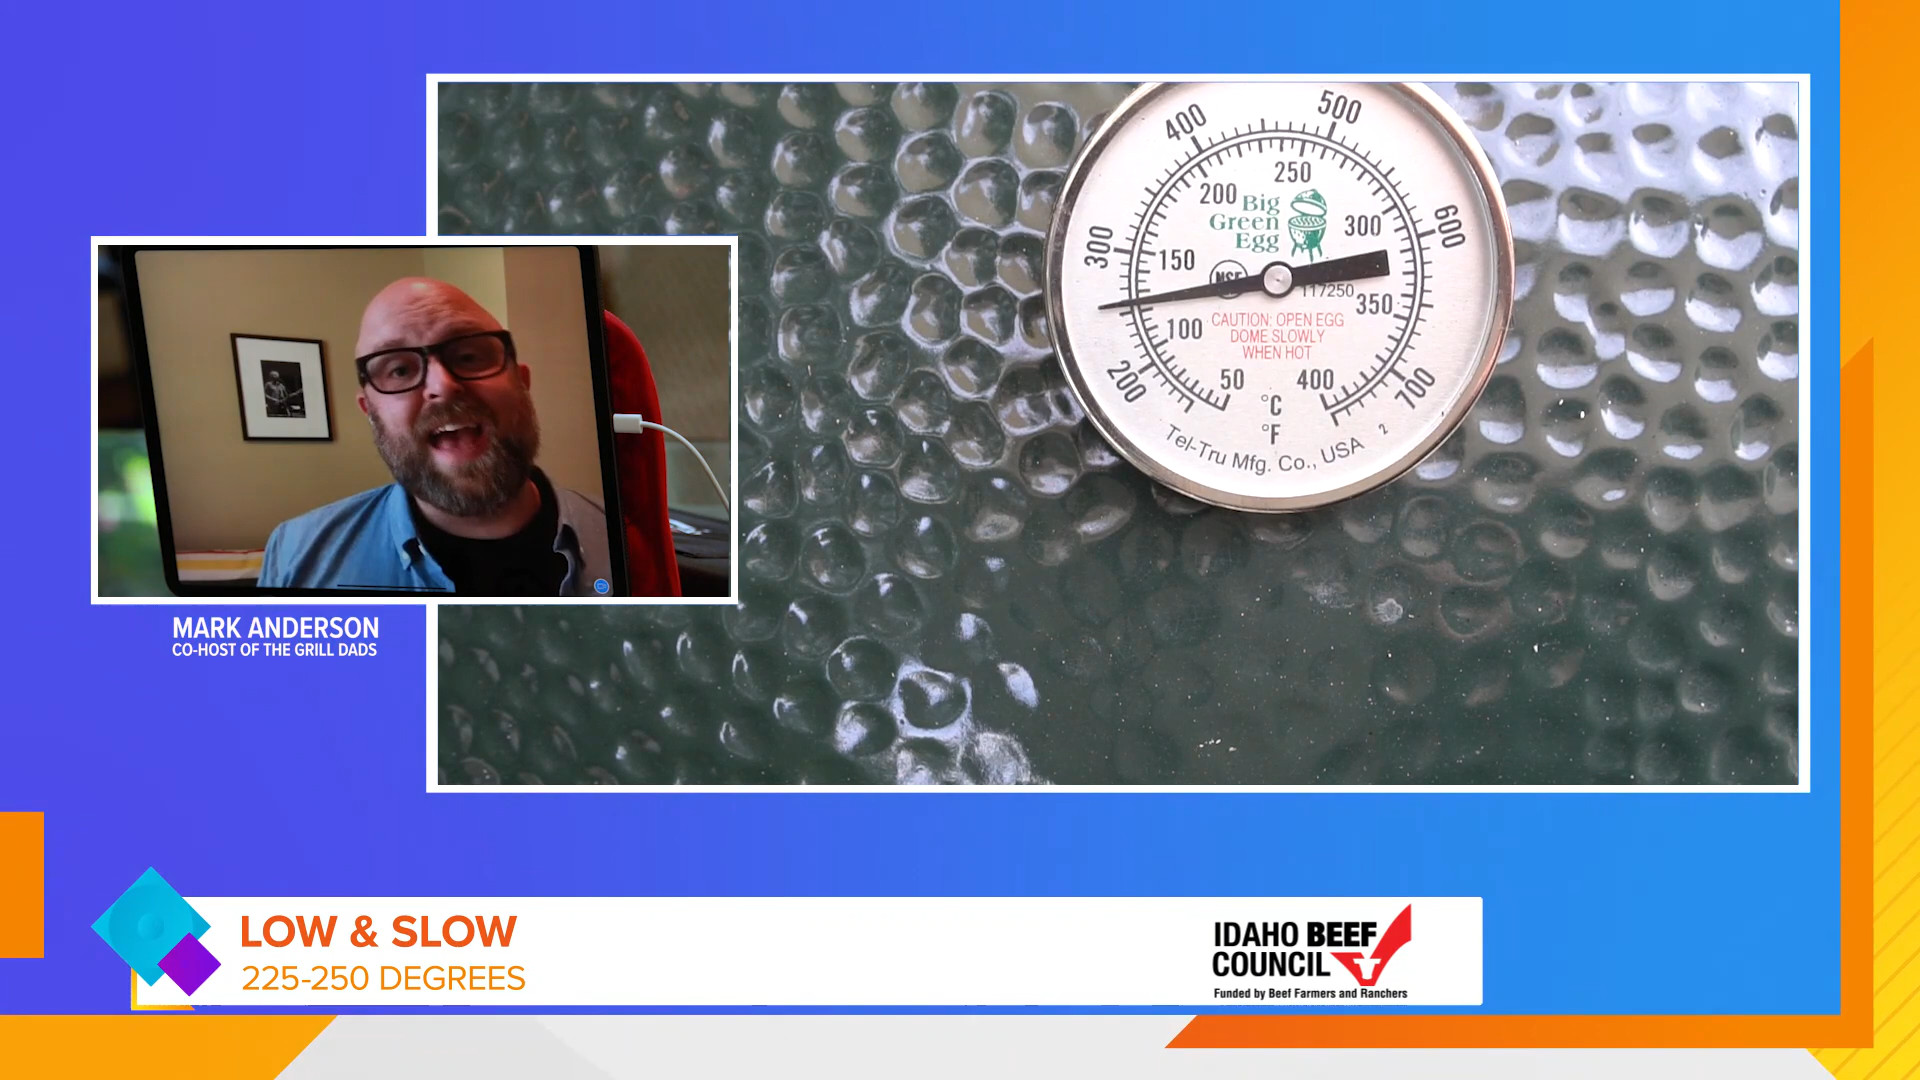 500
400
600
300
200
700
250
200
300
150
350
100
50
400
Big
Green
Egg
NSF
117250
CAUTION: OPEN EGG
DOME SLOWLY
WHEN HOT
°C
°F
Tel-Tru Mfg. Co., USA 2
MARK ANDERSON
CO-HOST OF THE GRILL DADS
LOW & SLOW
225-250 DEGREES
IDAHO BEEF
COUNCIL
Funded by Beef Farmers and Ranchers